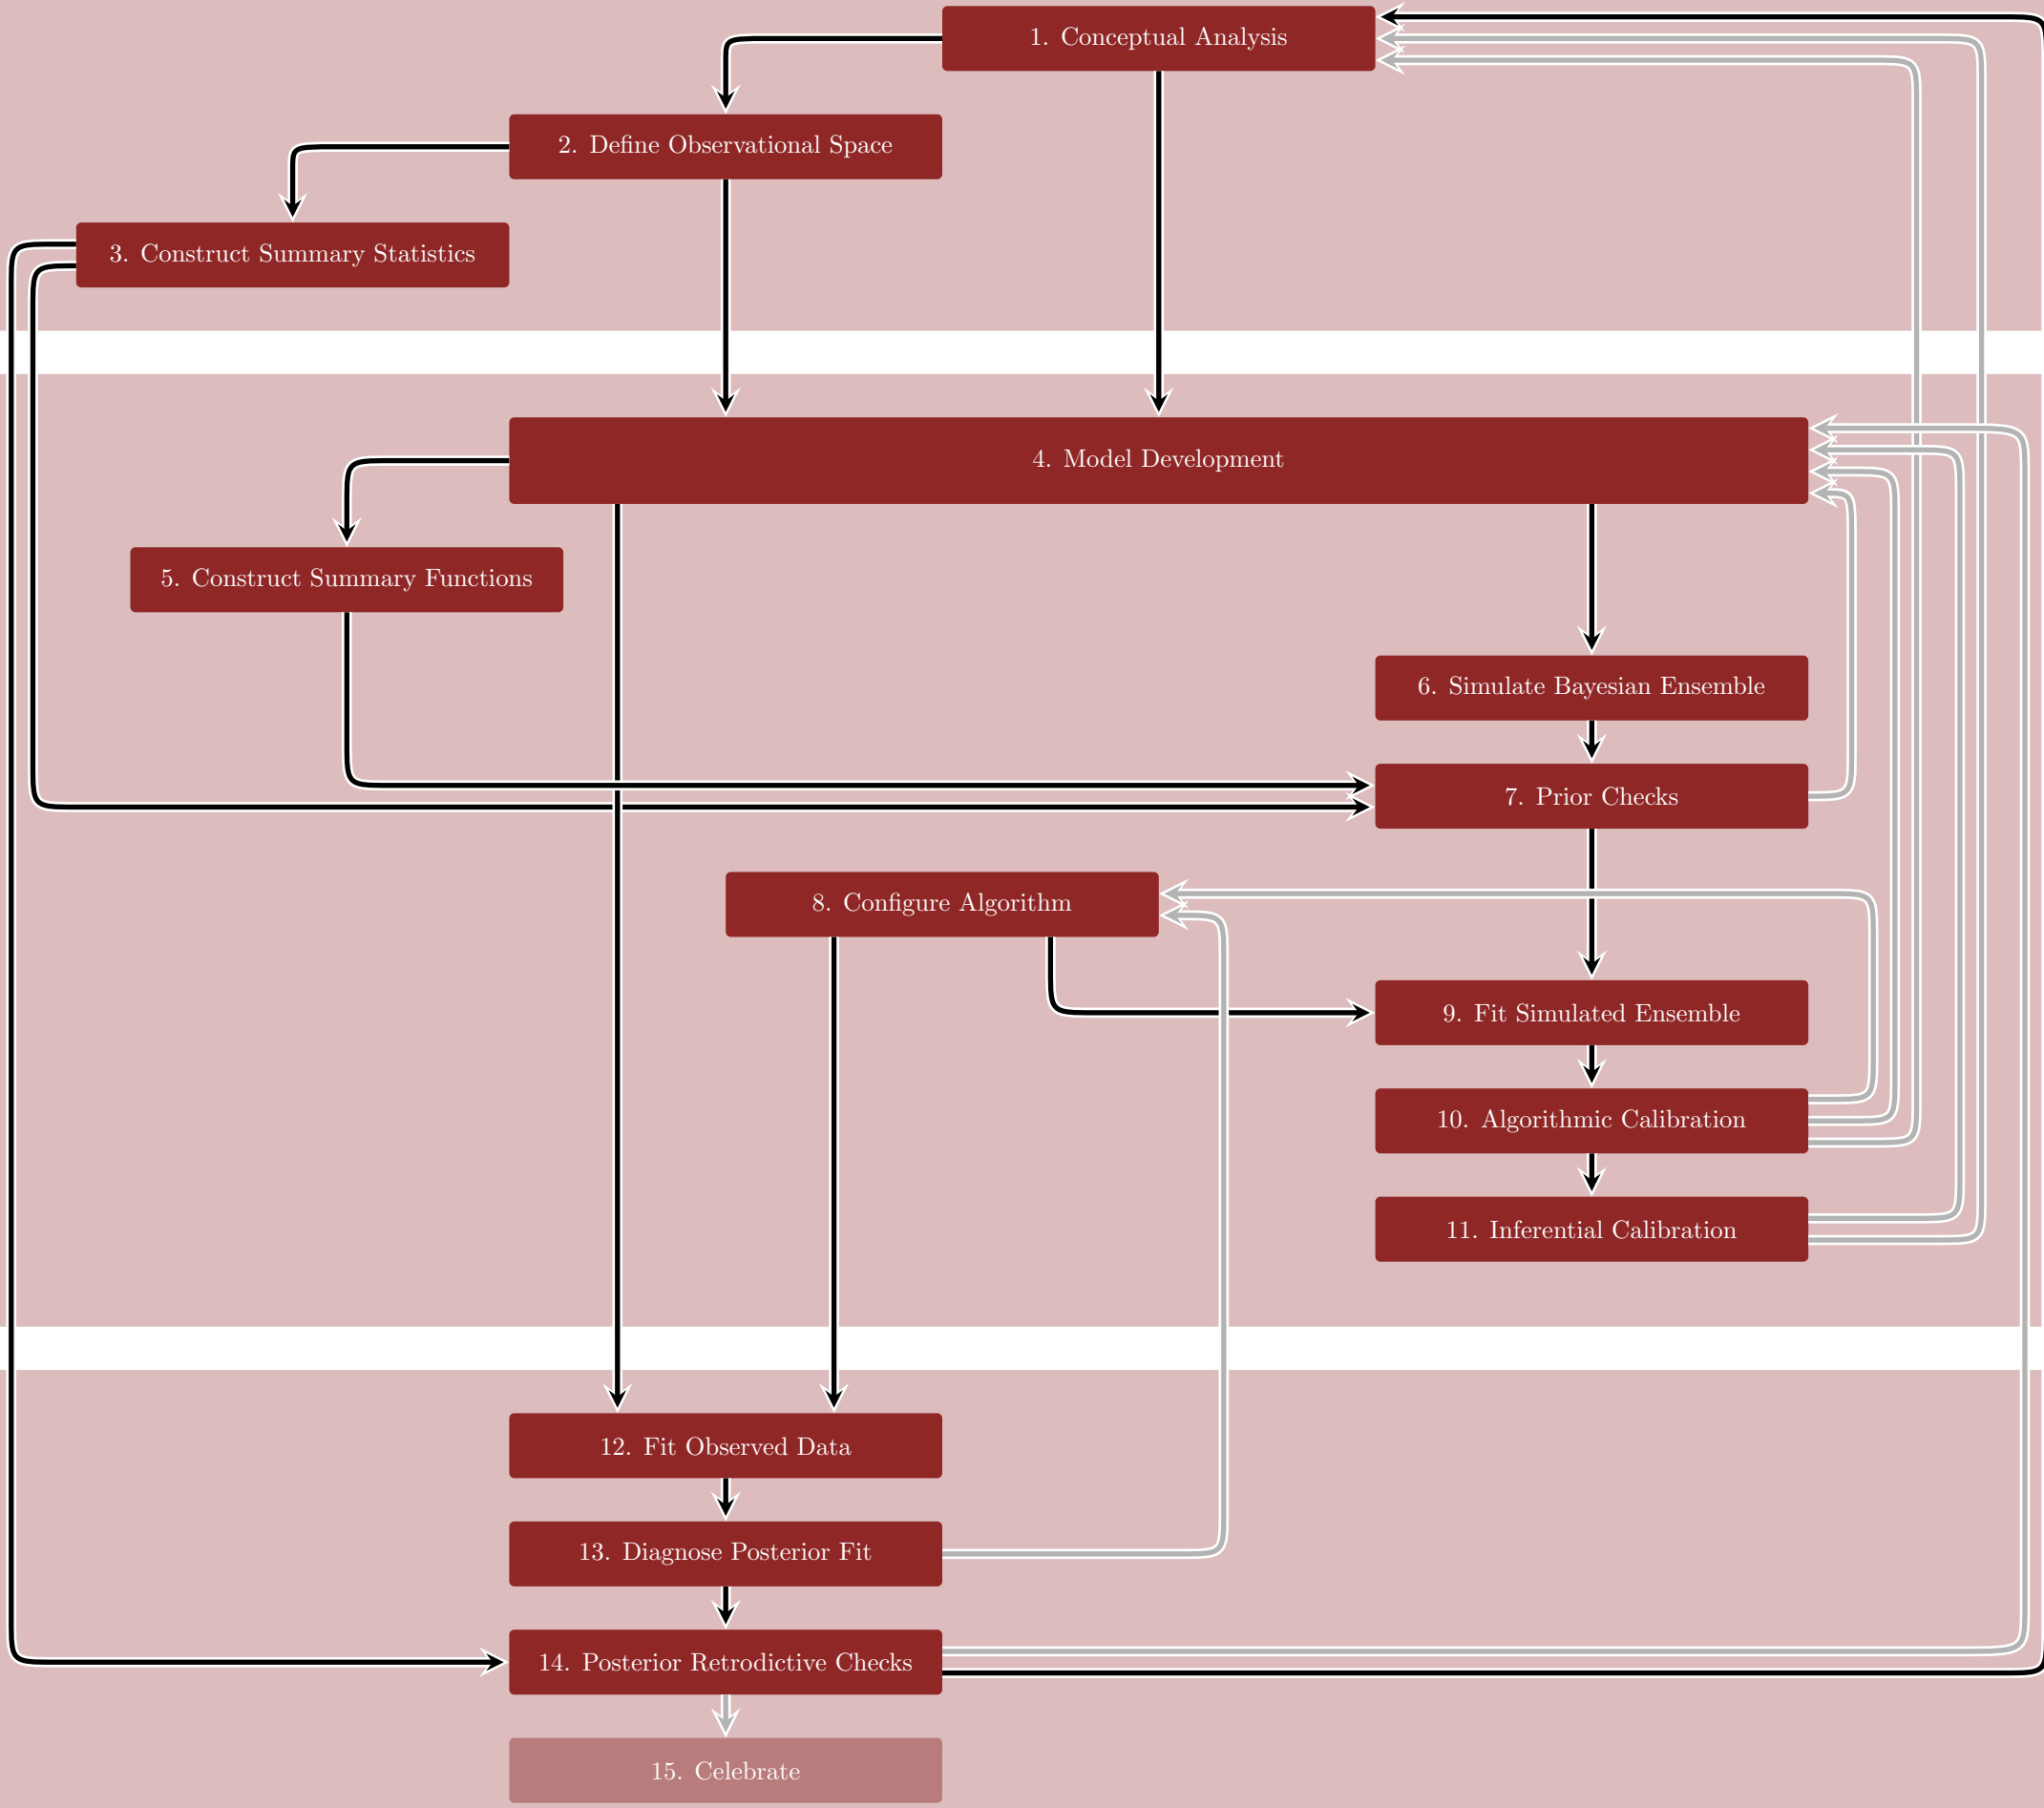 1. Conceptual Analysis
2. Define Observational Space
3. Construct Summary Statistics
4. Model Development
5. Construct Summary Functions
6. Simulate Bayesian Ensemble
7. Prior Checks
8. Configure Algorithm
9. Fit Simulated Ensemble
10. Algorithmic Calibration
11. Inferential Calibration
12. Fit Observed Data
13. Diagnose Posterior Fit
14. Posterior Retrodictive Checks
15. Celebrate